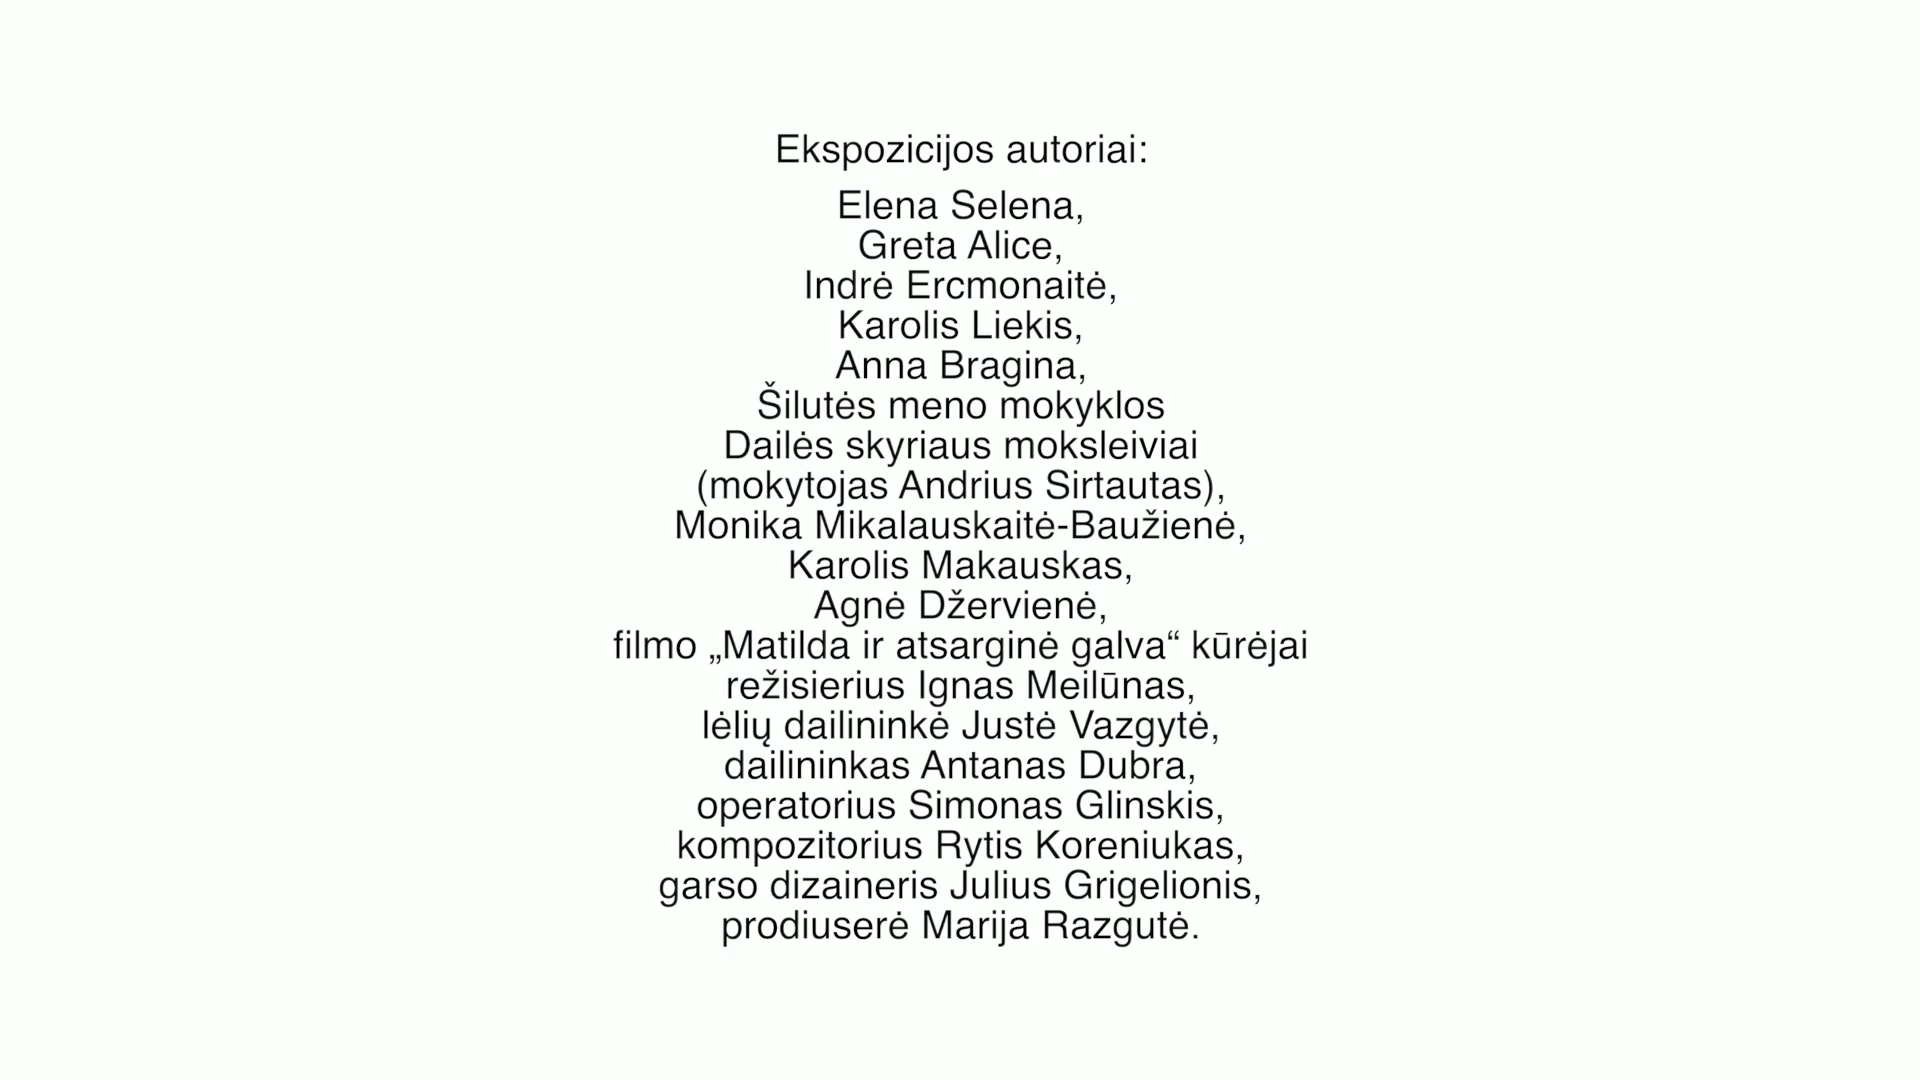 Ekspozicijos autoriai:
Elena Selena,
Greta Alice,
Indrė Ercmonaitė,
Karolis Liekis,
Anna Bragina,
Šilutės meno mokyklos
Dailės skyriaus moksleiviai
(mokytojas Andrius Sirtautas),
Monika Mikalauskaitė-Baužienė,
Karolis Makauskas,
Agnė Džervienė,
filmo „Matilda ir atsarginė galva“ kūrėjai
režisierius Ignas Meilūnas,
lėlių dailininkė Justė Vazgytė,
dailininkas Antanas Dubra,
operatorius Simonas Glinskis,
kompozitorius Rytis Koreniukas,
garso dizaineris Julius Grigelionis,
prodiuserė Marija Razgutė.